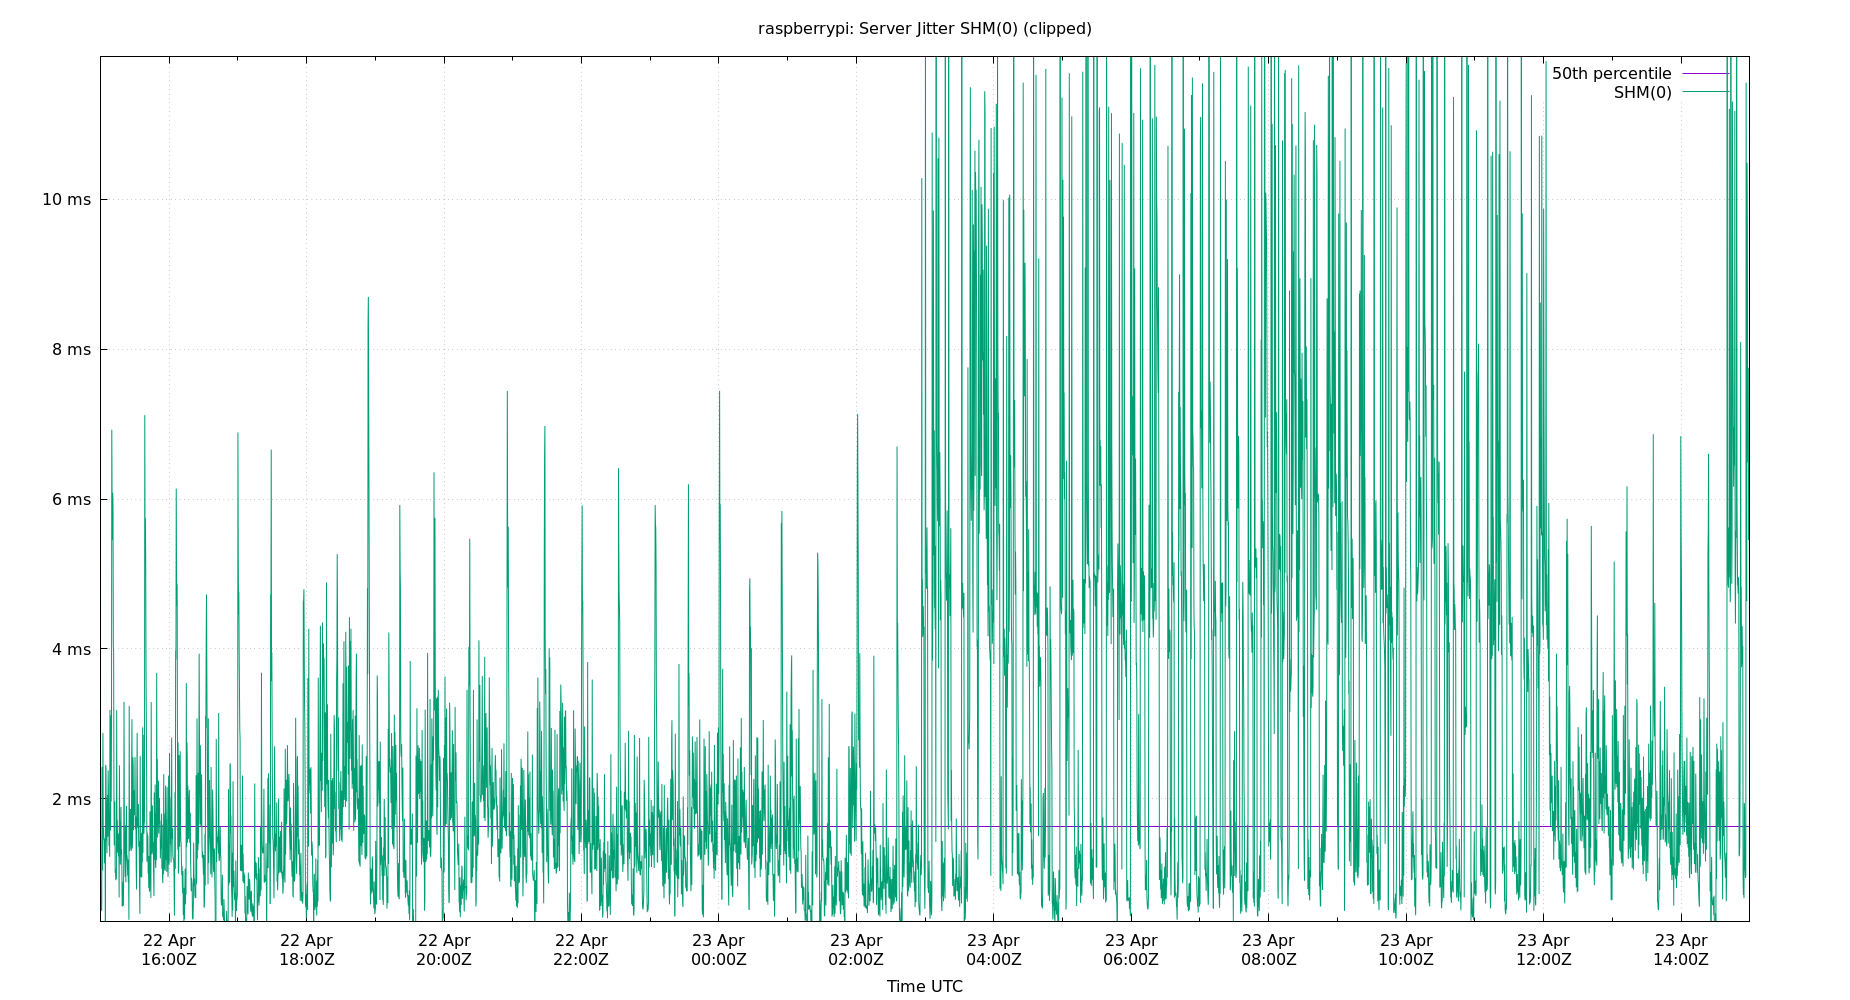 raspberrypi: Server Jitter SHM(0) (clipped)
50th percentile
SHM(0)
10 ms
8 ms
6 ms
4 ms
2 ms
22 Apr 22 Apr 22 Apr 22 Apr 23 Apr 23 Apr 23 Apr 23 Apr 23 Apr 23 Apr 23 Apr 23 Apr
16:00Z 18:00Z 20:00Z 22:00Z 00:00Z 02:00Z 04:00Z 06:00Z 08:00Z 10:00Z 12:00Z 14:00Z
Time UTC